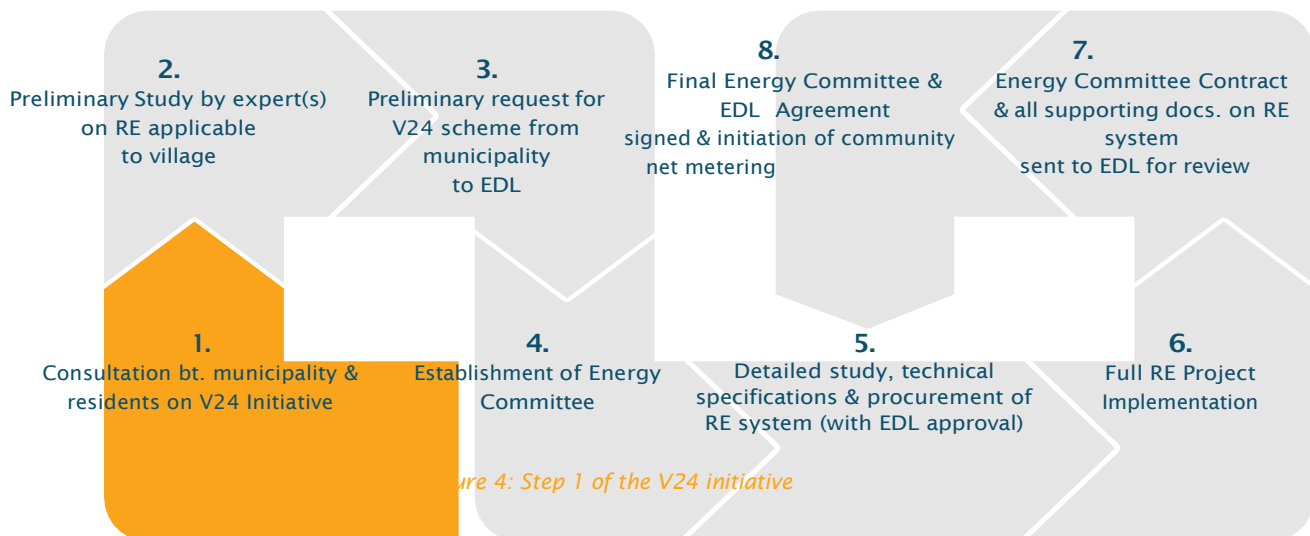 2.
Preliminary Study by expert(s)
on RE applicable
to village
3.
Preliminary request for
V24 scheme from
municipality
to EDL
8.
Final Energy Committee &
EDL Agreement
signed & initiation of community
net metering
7.
Energy Committee Contract
& all supporting docs. on RE
system
sent to EDL for review
1.
Consultation bt. municipality &
residents on V24 Initiative
4.
Establishment of Energy
Committee
5.
Detailed study, technical
specifications & procurement of
RE system (with EDL approval)
6.
Full RE Project
Implementation
ure 4: Step 1 of the V24 initiative